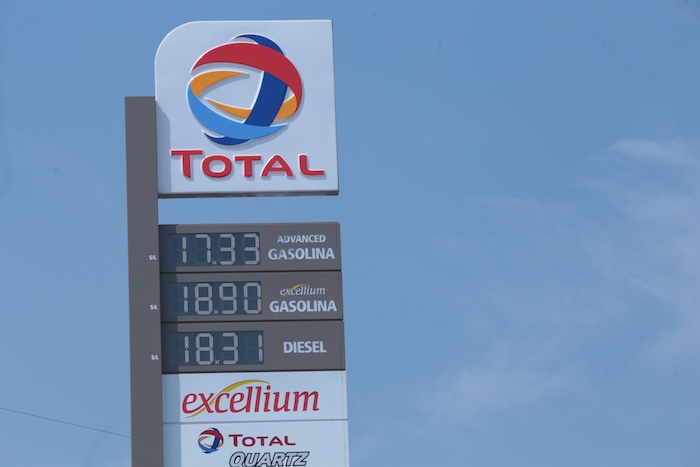 TOTAL
$/L 17.33 ADVANCED
GASOLINA
$/L 18.90 excellium
GASOLINA
$/L 18.31 DIESEL
excellium
TOTAL
QUARTZ